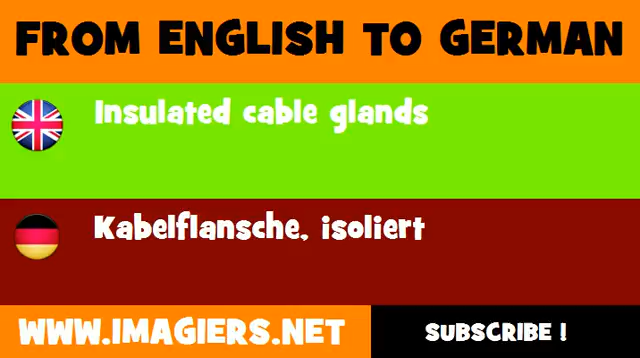 FROM ENGLISH TO GERMAN
Insulated cable glands
Kabelflansche, isoliert
WWW.IMAGIERS.NET
SUBSCRIBE !